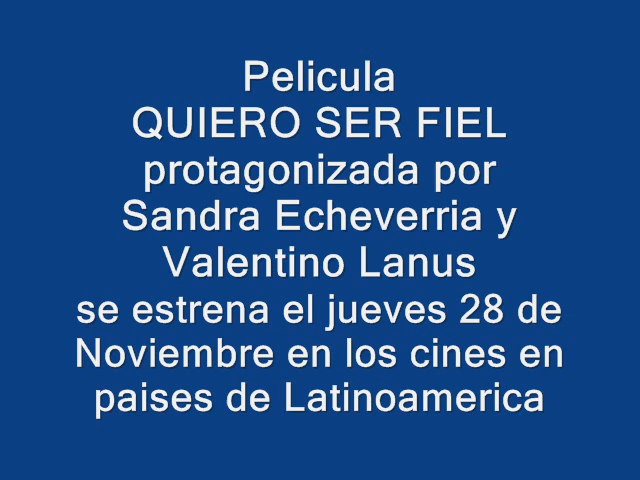 Pelicula
QUIERO SER FIEL
protagonizada por
Sandra Echeverria y
Valentino Lanus
se estrena el jueves 28 de
Noviembre en los cines en
paises de Latinoamerica